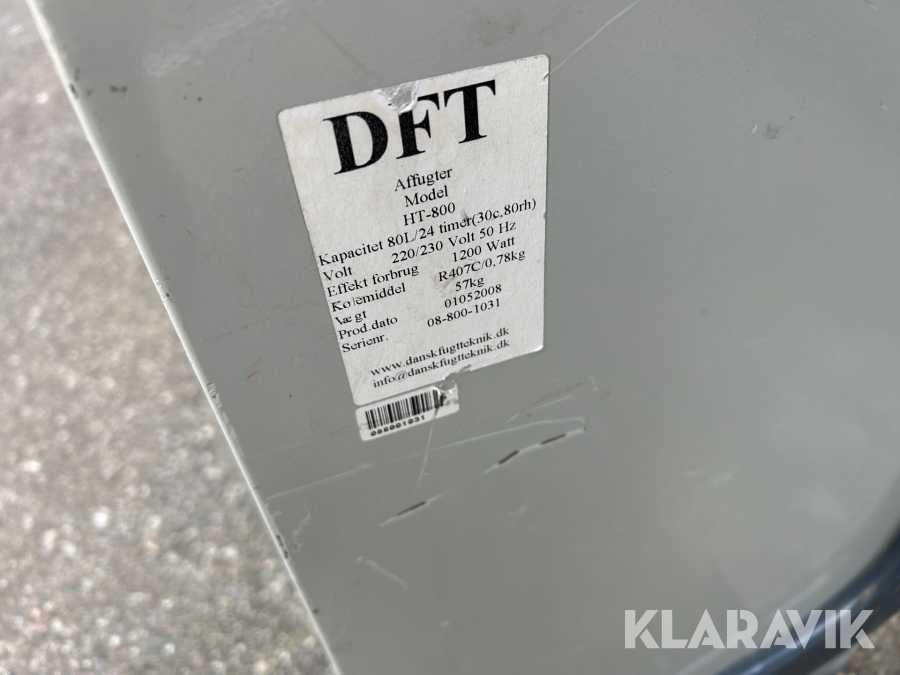 DFT
Affugter
Model
HT-800
Kapacitet 80L/24 timer(30c,80rh)
Volt 220/230 Volt 50 Hz
Effekt forbrug 1200 Watt
Kølemiddel R407C/0,78kg
Vægt 57kg
Prod.dato 01052008
Serienr. 08-800-1031
www.danskfugtteknik.dk
info@danskfugtteknik.dk
088001031
KLARAVIK